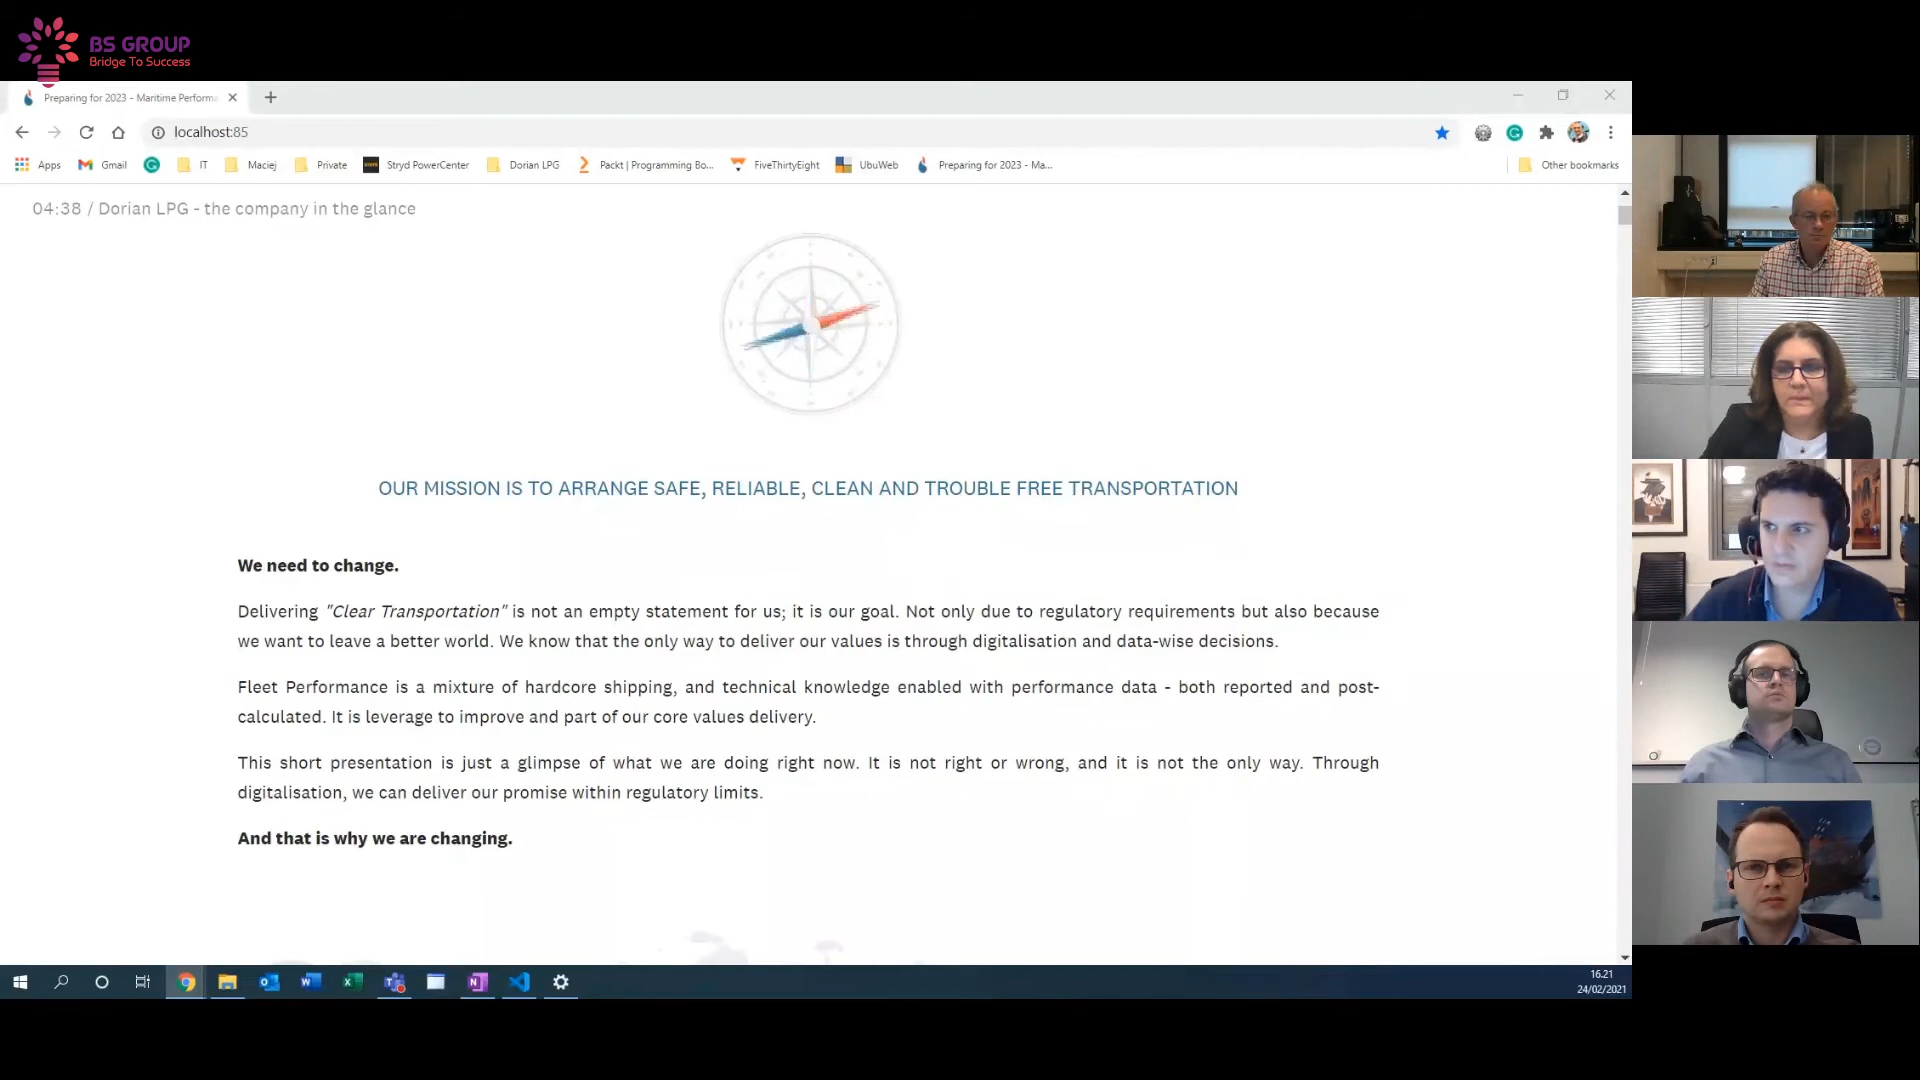 BS GROUP
Bridge To Success
Preparing for 2023 - Maritime Performa
localhost:85
Apps
Gmail
IT
Maciej
Private
Stryd PowerCenter
Dorian LPG
Packt | Programming Bo...
FiveThirtyEight
UbuWeb
Preparing for 2023 - Ma...
Other bookmarks
04:38 / Dorian LPG - the company in the glance
OUR MISSION IS TO ARRANGE SAFE, RELIABLE, CLEAN AND TROUBLE FREE TRANSPORTATION
We need to change.
Delivering "Clear Transportation" is not an empty statement for us; it is our goal. Not only due to regulatory requirements but also because
we want to leave a better world. We know that the only way to deliver our values is through digitalisation and data-wise decisions.
Fleet Performance is a mixture of hardcore shipping, and technical knowledge enabled with performance data - both reported and post-
calculated. It is leverage to improve and part of our core values delivery.
This short presentation is just a glimpse of what we are doing right now. It is not right or wrong, and it is not the only way. Through
digitalisation, we can deliver our promise within regulatory limits.
And that is why we are changing.
16.21
24/02/2021